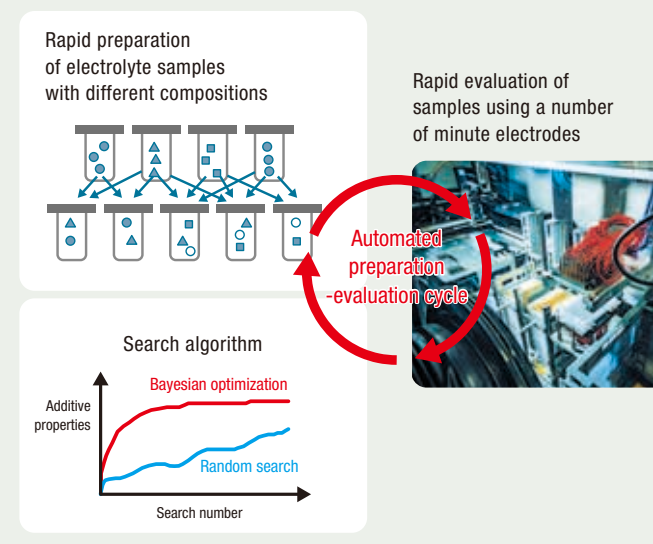 Rapid preparation
of electrolyte samples
with different compositions
Rapid evaluation of
samples using a number
of minute electrodes
Automated
preparation
-evaluation cycle
Search algorithm
Bayesian optimization
Additive
properties
Random search
Search number